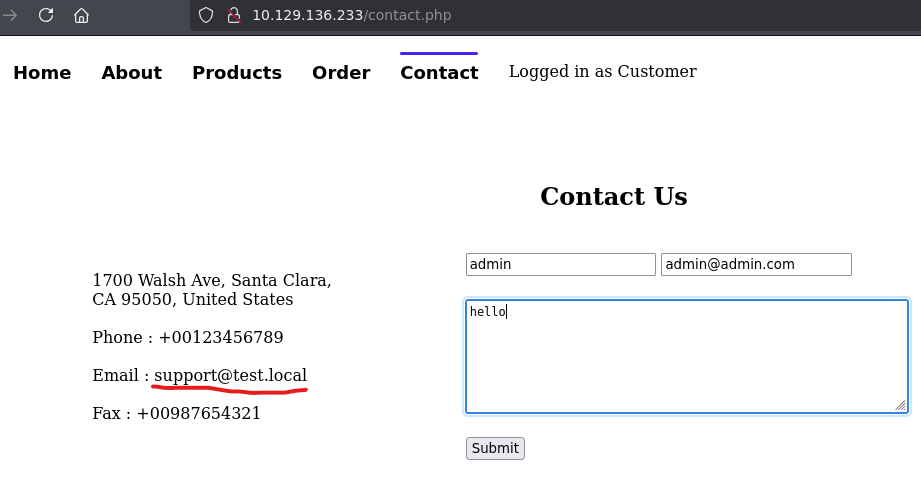 10.129.136.233/contact.php
Home About Products Order Contact Logged in as Customer
Contact Us
admin admin@admin.com
hello
1700 Walsh Ave, Santa Clara,
CA 95050, United States
Phone : +00123456789
Email : support@test.local
Fax : +00987654321
Submit